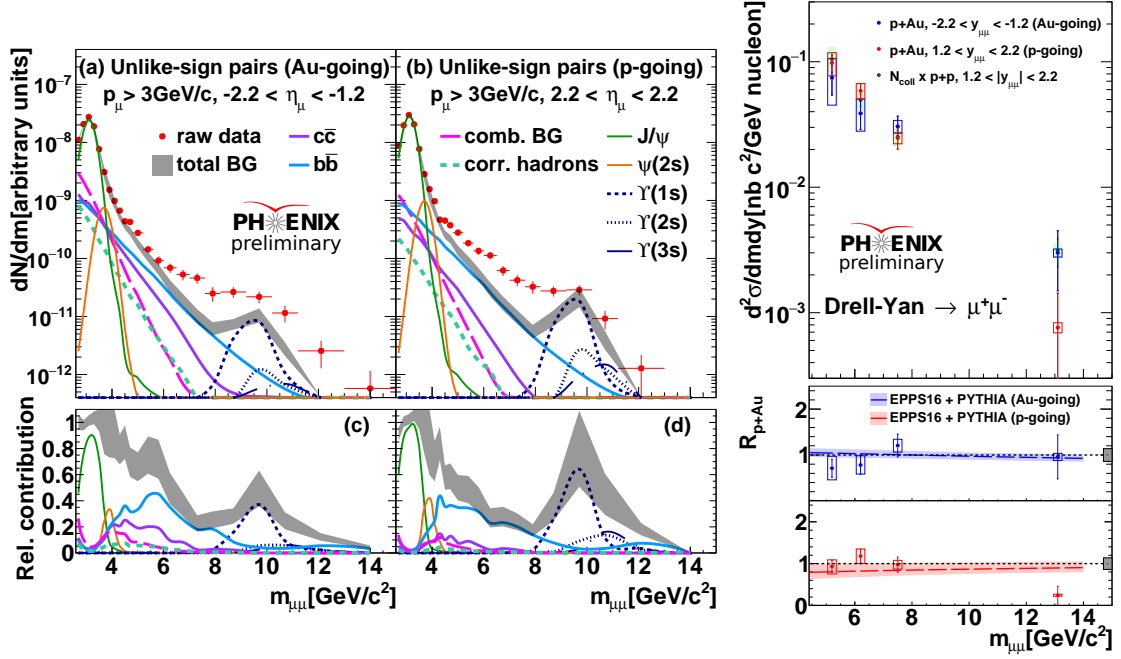 (a) Unlike-sign pairs (Au-going)
p_μ > 3GeV/c, -2.2 < η_μ < -1.2
raw data
total BG
cc̄
bb̄
PHENIX
preliminary
dN/dm[arbitrary units]
10⁻⁷
10⁻⁸
10⁻⁹
10⁻¹⁰
10⁻¹¹
10⁻¹²
(b) Unlike-sign pairs (p-going)
p_μ > 3GeV/c, 2.2 < η_μ < 2.2
comb. BG
corr. hadrons
J/ψ
ψ(2s)
ϒ(1s)
ϒ(2s)
ϒ(3s)
PHENIX
preliminary
Rel. contribution
1
0.8
0.6
0.4
0.2
0
(c)
(d)
4 6 8 10 12 14
4 6 8 10 12 14
m_μμ[GeV/c²]
m_μμ[GeV/c²]
d²σ/dmdy[nb c²/GeV nucleon]
10⁻¹
10⁻²
10⁻³
p+Au, -2.2 < y_μμ < -1.2 (Au-going)
p+Au, 1.2 < y_μμ < 2.2 (p-going)
N_coll x p+p, 1.2 < |y_μμ| < 2.2
PHENIX
preliminary
Drell-Yan → μ⁺μ⁻
R_p+Au
2
1
EPPS16 + PYTHIA (Au-going)
EPPS16 + PYTHIA (p-going)
2
1
0
6 8 10 12 14
m_μμ[GeV/c²]